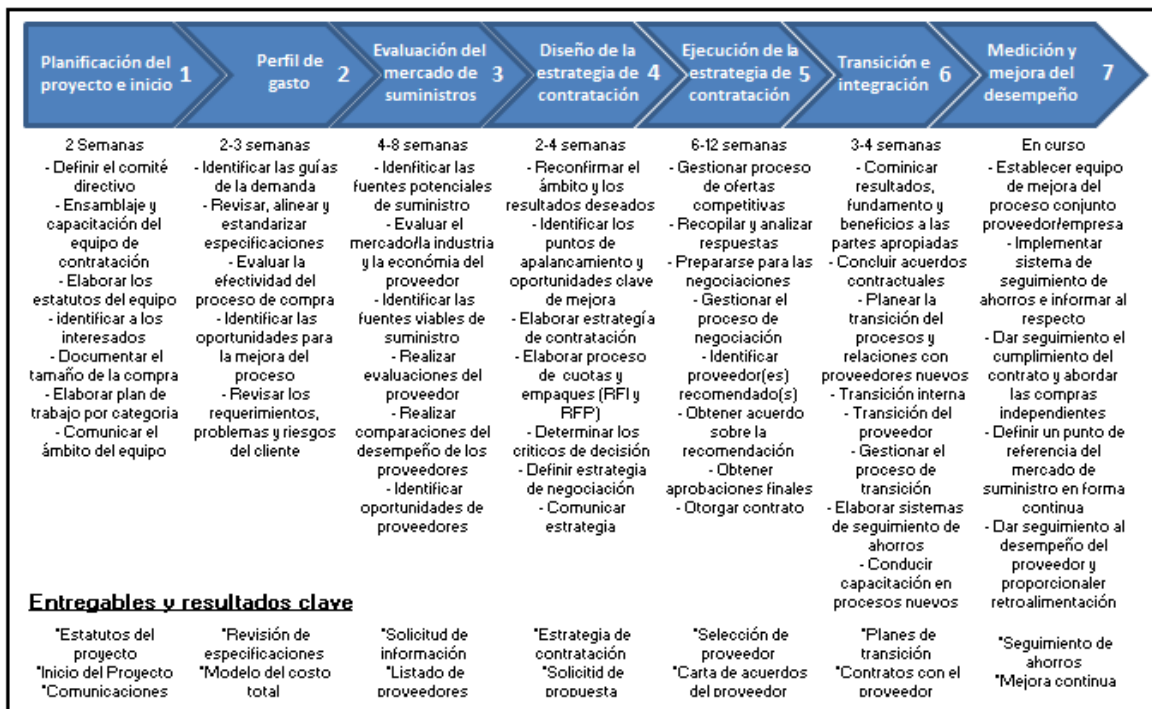 Planificación del
proyecto e inicio 1
Perfil de
gasto 2
Evaluación del
mercado de
suministros 3
Diseño de la
estrategia de
contratación 4
Ejecución de la
estrategia de
contratación 5
Transición e
integración 6
Medición y
mejora del
desempeño 7
2 Semanas
- Definir el comité
directivo
- Ensamblaje y
capacitación del
equipo de
contratación
- Elaborar los
estatutos del equipo
- identificar a los
interesados
- Documentar el
tamaño de la compra
- Elaborar plan de
trabajo por categoria
- Comunicar el
ámbito del equipo
2-3 semanas
- Identificar las guías
de la demanda
- Revisar, alinear y
estandarizar
especificaciones
- Evaluar la
efectividad del
proceso de compra
- Identificar las
oportunidades para
la mejora del
proceso
- Revisar los
requerimientos,
problemas y riesgos
del cliente
4-8 semanas
- Idenfiticar las
fuentes potenciales
de suministro
- Evaluar el
mercado/la industria
y la económia del
proveedor
- Identificar las
fuentes viables de
suministro
- Realizar
evaluaciones del
proveedor
- Realizar
comparaciones del
desempeño de los
proveedores
- Identificar
oportunidades de
proveedores
2-4 semanas
- Reconfirmar el
ámbito y los
resultados deseados
- Identificar los
puntos de
apalancamiento y
oportunidades clave
de mejora
- Elaborar estrategía
de contratación
- Elaborar proceso
de cuotas y
empaques (RFI y
RFP)
- Determinar los
criticos de decisión
- Definir estrategia
de negociación
- Comunicar
estrategia
6-12 semanas
- Gestionar proceso
de ofertas
competitivas
- Recopilar y analizar
respuestas
- Prepararse para las
negociaciones
- Gestionar el
proceso de
negociación
- Identificar
proveedor(es)
recomendado(s)
- Obtener acuerdo
sobre la
recomendación
- Obtener
aprobaciones finales
- Otorgar contrato
3-4 semanas
- Cominicar
resultados,
fundamento y
beneficios a las
partes apropiadas
- Concluir acuerdos
contractuales
- Planear la
transición del
procesos y
relaciones con
proveedores nuevos
- Transición interna
- Transición del
proveedor
- Gestionar el
proceso de
transición
- Elaborar sistemas
de seguimiento de
ahorros
- Conducir
capacitación en
procesos nuevos
En curso
- Establecer equipo
de mejora del
proceso conjunto
proveedor/empresa
- Implementar
sistema de
seguimiento de
ahorros e informar al
respecto
- Dar seguimiento el
cumplimiento del
contrato y abordar
las compras
independientes
- Definir un punto de
referencia del
mercado de
suministro en forma
continua
- Dar seguimiento al
desempeño del
proveedor y
proporcionaler
retroalimentación
Entregables y resultados clave
*Estatutos del
proyecto
*Inicio del Proyecto
*Comunicaciones
*Revisión de
especificaciones
*Modelo del costo
total
*Solicitud de
información
*Listado de
proveedores
*Estrategia de
contratación
*Solicitid de
propuesta
*Selección de
proveedor
*Carta de acuerdos
del proveedor
*Planes de
transición
*Contratos con el
proveedor
*Seguimiento de
ahorros
*Mejora continua